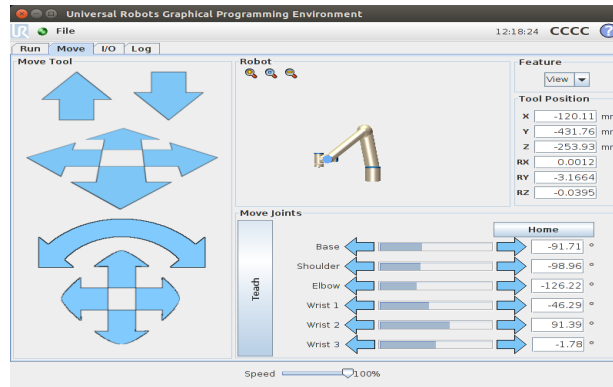 Universal Robots Graphical Programming Environment
File
12:18:24 CCCC ?
Run Move I/O Log
Move Tool
Robot
Feature
View
Tool Position
X -120.11 mm
Y -431.76 mm
Z -253.93 mm
RX 0.0012
RY -3.1664
RZ -0.0395
Move Joints
Home
Teach
Base -91.71 °
Shoulder -98.96 °
Elbow -126.22 °
Wrist 1 -46.29 °
Wrist 2 91.39 °
Wrist 3 -1.78 °
Speed 100%